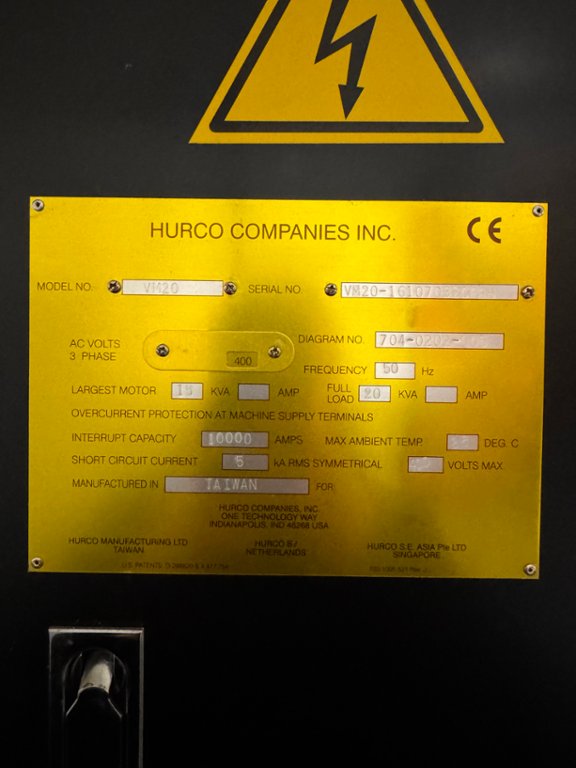 HURCO COMPANIES INC. CE
MODEL NO. VM20 SERIAL NO.
AC VOLTS
3 PHASE
400
DIAGRAM NO.
FREQUENCY 50 Hz
LARGEST MOTOR KVA AMP
FULL
LOAD 20 KVA AMP
OVERCURRENT PROTECTION AT MACHINE SUPPLY TERMINALS
INTERRUPT CAPACITY 10000 AMPS MAX AMBIENT TEMP DEG. C
SHORT CIRCUIT CURRENT 5 kA RMS SYMMETRICAL VOLTS MAX
MANUFACTURED IN TAIWAN FOR
HURCO COMPANIES, INC.
ONE TECHNOLOGY WAY
INDIANAPOLIS, IND 46268 USA
HURCO MANUFACTURING LTD
TAIWAN
HURCO
NETHERLANDS
HURCO S.E. ASIA Pte LTD
SINGAPORE
U.S. PATENTS